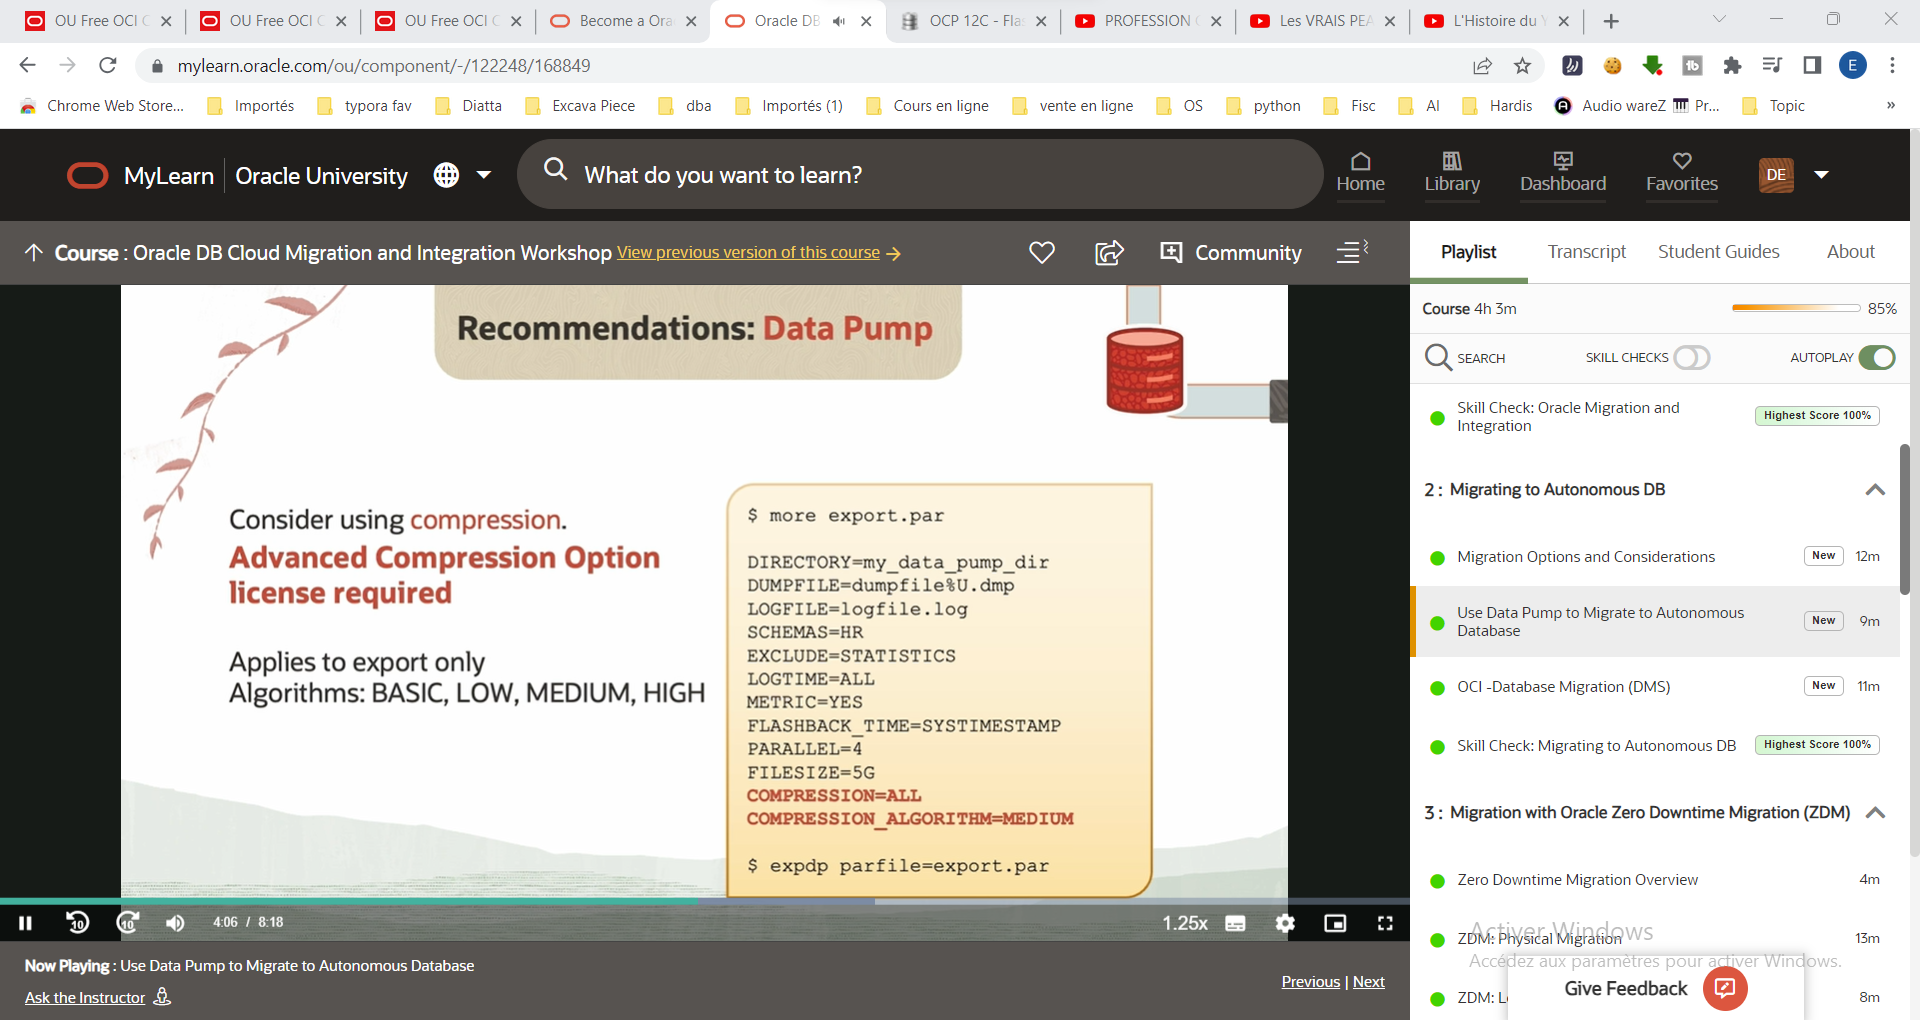 OU Free OCI C
OU Free OCI C
OU Free OCI C
Become a Ora
Oracle DB
OCP 12C - Fla
PROFESSION
Les VRAIS PEA
L'Histoire du Y
mylearn.oracle.com/ou/component/-/122248/168849
E
Chrome Web Store...
Importés
typora fav
Diatta
Excava Piece
dba
Importés (1)
Cours en ligne
vente en ligne
OS
python
Fisc
AI
Hardis
Audio wareZ
Pr...
Topic
»
MyLearn
Oracle University
What do you want to learn?
Home
Library
Dashboard
Favorites
DE
Course : Oracle DB Cloud Migration and Integration Workshop View previous version of this course
Community
Playlist
Transcript
Student Guides
About
Course 4h 3m
85%
SEARCH
SKILL CHECKS
AUTOPLAY
Recommendations: Data Pump
Consider using compression.
Advanced Compression Option
license required
Applies to export only
Algorithms: BASIC, LOW, MEDIUM, HIGH
$ more export.par
DIRECTORY=my_data_pump_dir
DUMPFILE=dumpfile%U.dmp
LOGFILE=logfile.log
SCHEMAS=HR
EXCLUDE=STATISTICS
LOGTIME=ALL
METRIC=YES
FLASHBACK_TIME=SYSTIMESTAMP
PARALLEL=4
FILESIZE=5G
COMPRESSION=ALL
COMPRESSION_ALGORITHM=MEDIUM
$ expdp parfile=export.par
10
10
4:06 / 8:18
1.25x
Now Playing : Use Data Pump to Migrate to Autonomous Database
Ask the Instructor
Previous | Next
Skill Check: Oracle Migration and
Integration
Highest Score 100%
2 : Migrating to Autonomous DB
Migration Options and Considerations
New
12m
Use Data Pump to Migrate to Autonomous
Database
New
9m
OCI -Database Migration (DMS)
New
11m
Skill Check: Migrating to Autonomous DB
Highest Score 100%
3 : Migration with Oracle Zero Downtime Migration (ZDM)
Zero Downtime Migration Overview
4m
ZDM: Physical Migration
13m
Activer Windows
Accédez aux paramètres pour activer Windows.
ZDM: L
8m
Give Feedback